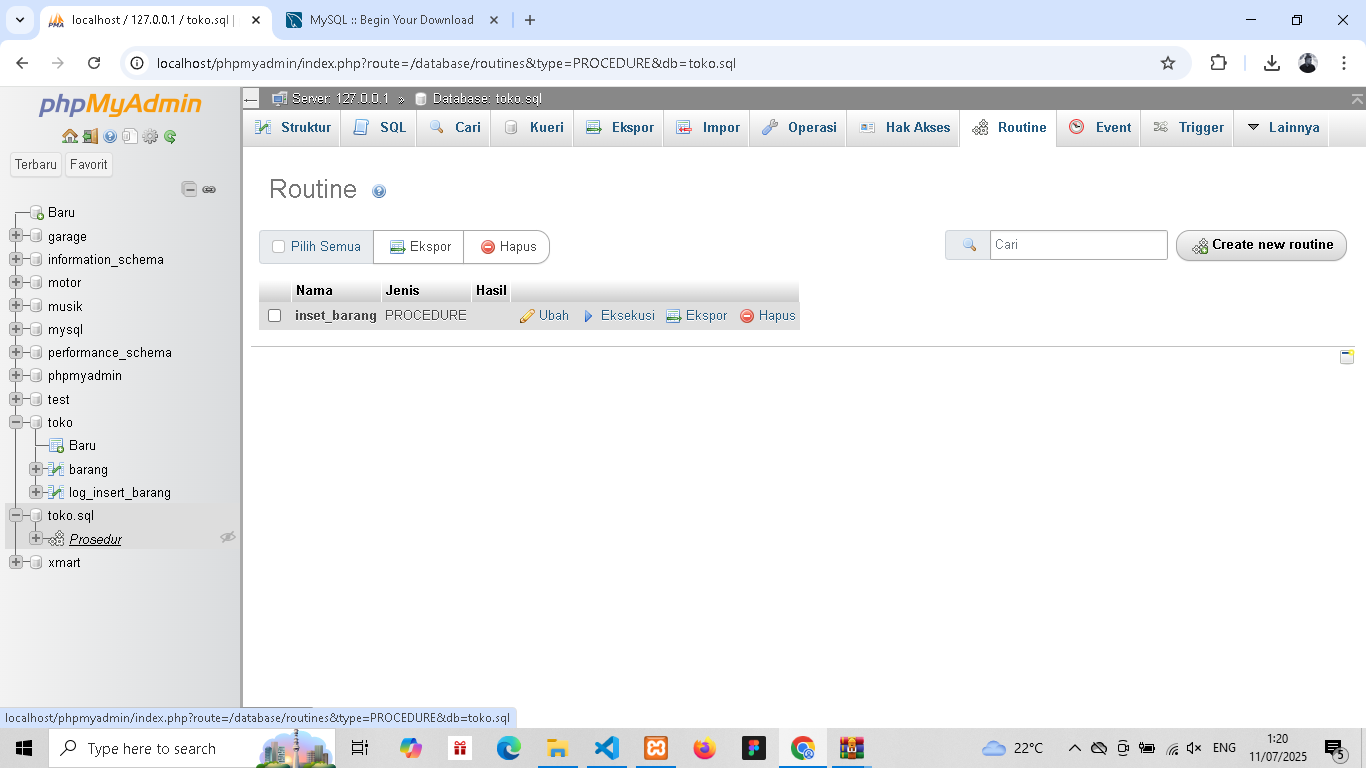 localhost / 127.0.0.1 / toko.sql |
MySQL :: Begin Your Download
localhost/phpmyadmin/index.php?route=/database/routines&type=PROCEDURE&db=toko.sql
phpMyAdmin
Terbaru Favorit
Baru
garage
information_schema
motor
musik
mysql
performance_schema
phpmyadmin
test
toko
Baru
barang
log_insert_barang
toko.sql
Prosedur
xmart
Server: 127.0.0.1 » Database: toko.sql
Struktur SQL Cari Kueri Ekspor Impor Operasi Hak Akses Routine Event Trigger Lainnya
Routine
Pilih Semua Ekspor Hapus Cari Create new routine
Nama Jenis Hasil
inset_barang PROCEDURE Ubah Eksekusi Ekspor Hapus
localhost/phpmyadmin/index.php?route=/database/routines&type=PROCEDURE&db=toko.sql
Type here to search
22°C
ENG
1:20
11/07/2025
5